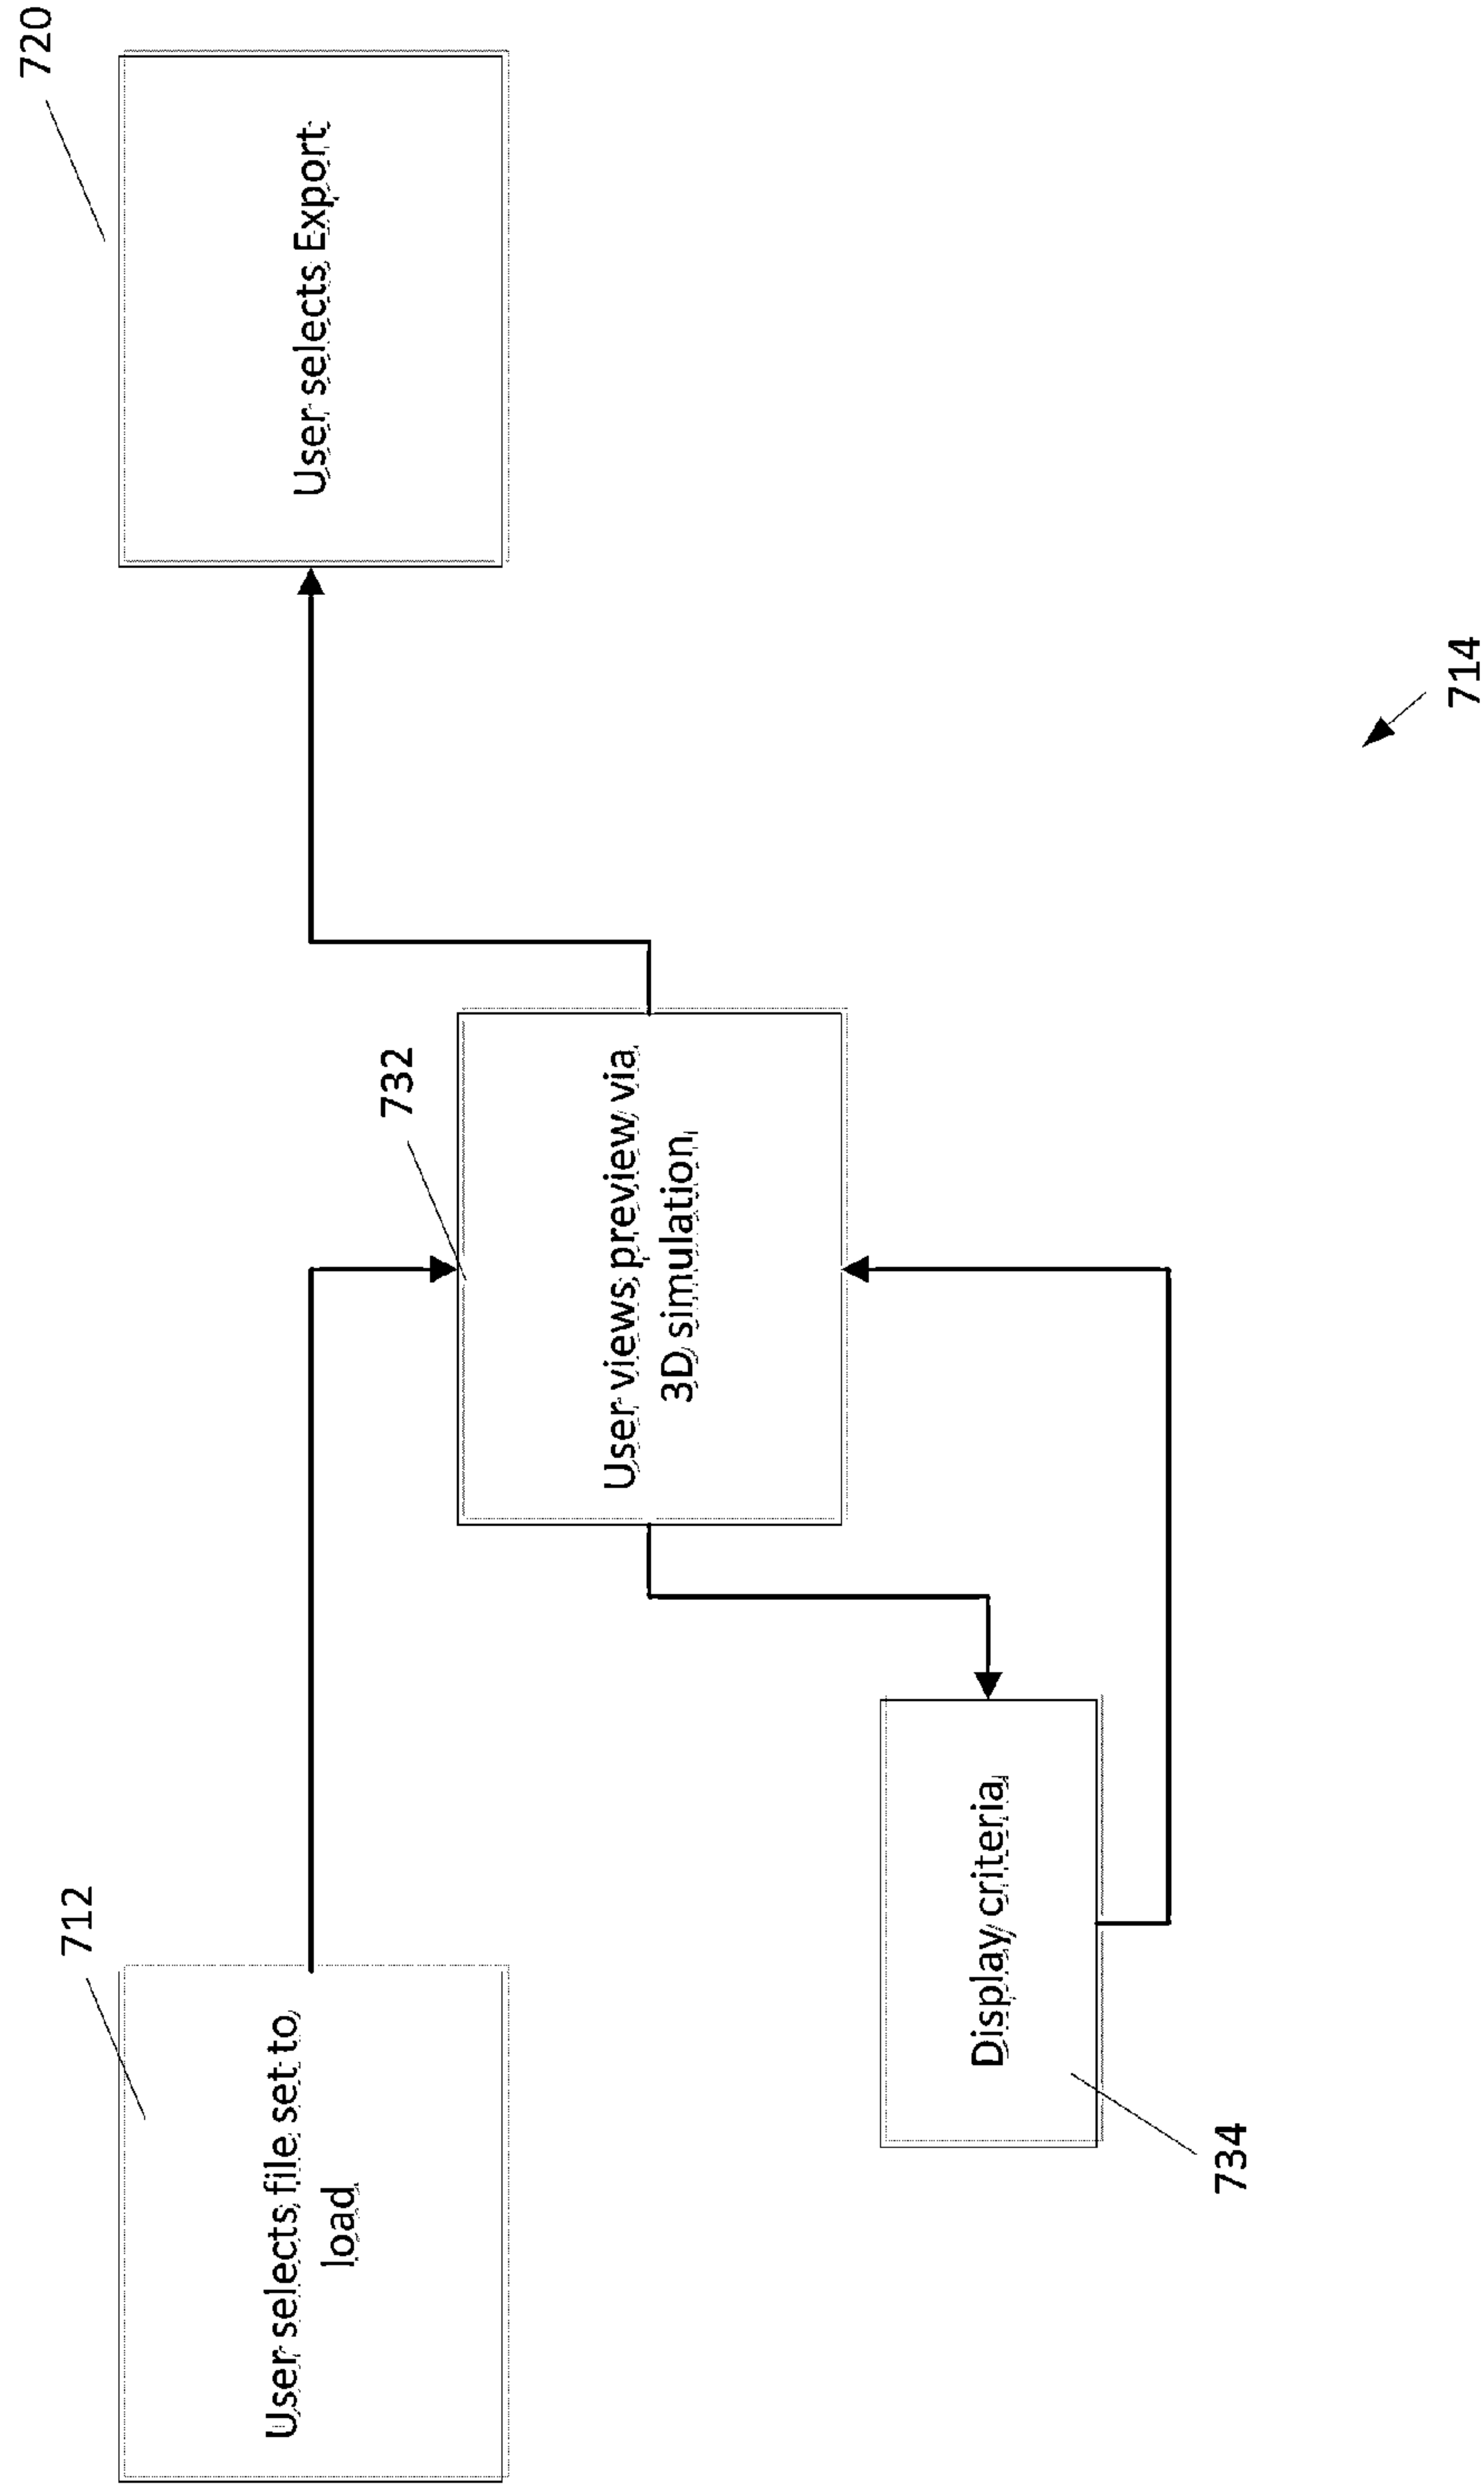 712
User selects file set to
load
732
User views preview via
3D simulation
720
User selects Export
Display criteria
734
714